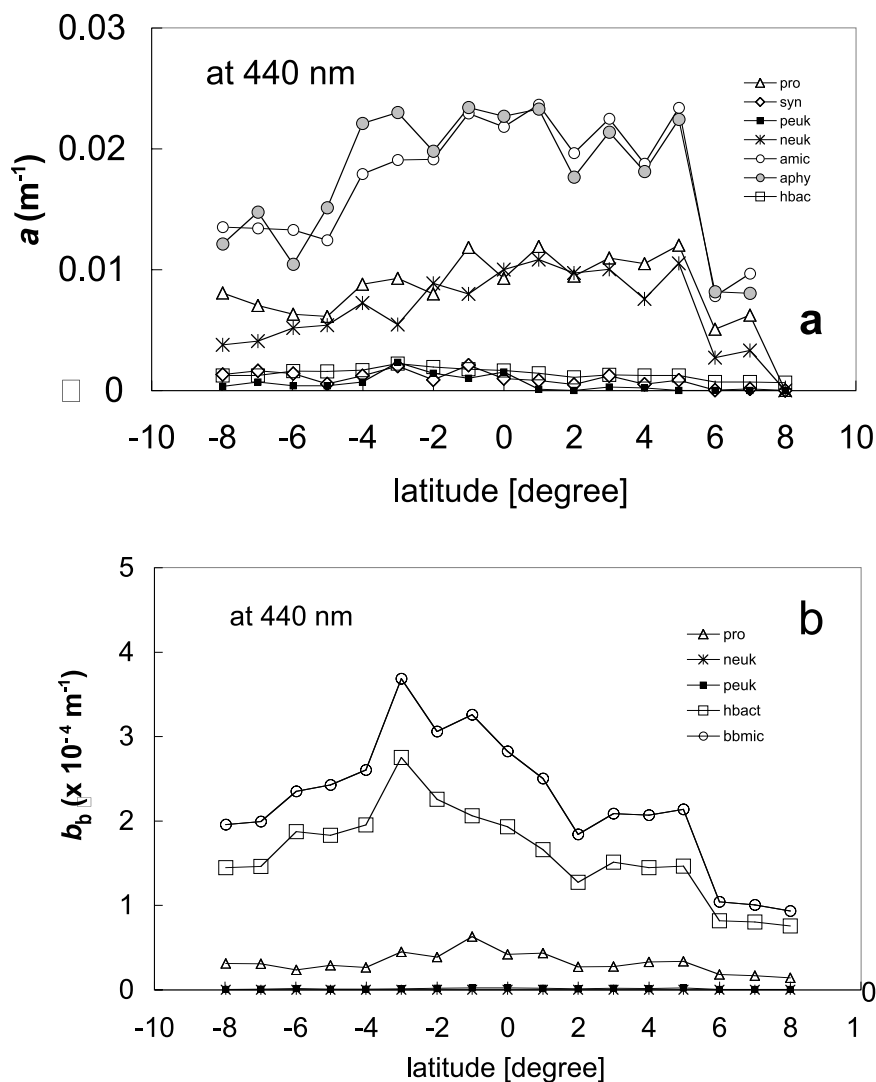 0.03
at 440 nm
pro
syn
peuk
neuk
amic
aphy
hbac
0.02
a (m-1)
0.01
a
0
-10 -8 -6 -4 -2 0 2 4 6 8 10
latitude [degree]
5
b
at 440 nm
pro
neuk
peuk
hbact
bbmic
4
3
bb (x 10-4 m-1)
2
1
0
0
-10 -8 -6 -4 -2 0 2 4 6 8 1
latitude [degree]